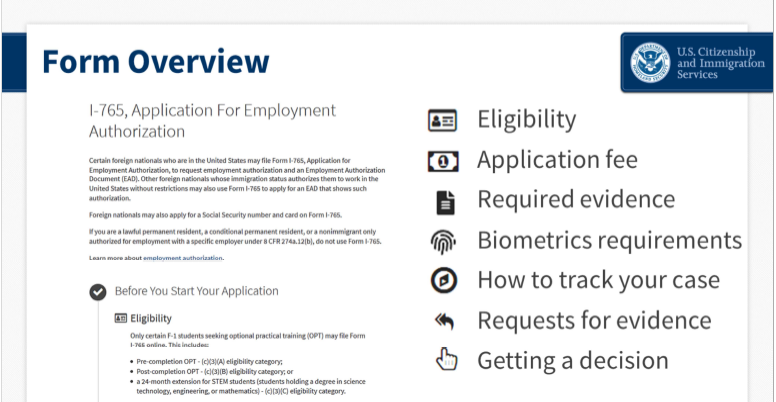 Form Overview
U.S. Citizenship
and Immigration
Services
I-765, Application For Employment
Authorization
Certain foreign nationals who are in the United States may file Form I-765, Application for
Employment Authorization, to request employment authorization and an Employment Authorization
Document (EAD). Other foreign nationals whose immigration status authorizes them to work in the
United States without restrictions may also use Form I-765 to apply for an EAD that shows such
authorization.
Foreign nationals may also apply for a Social Security number and card on Form I-765.
If you are a lawful permanent resident, a conditional permanent resident, or a nonimmigrant only
authorized for employment with a specific employer under 8 CFR 274a.12(b), do not use Form I-765.
Learn more about employment authorization.
Before You Start Your Application
Eligibility
Only certain F-1 students seeking optional practical training (OPT) may file Form
I-765 online. This includes:
• Pre-completion OPT - (c)(3)(A) eligibility category;
• Post-completion OPT - (c)(3)(B) eligibility category; or
• a 24-month extension for STEM students (students holding a degree in science
technology, engineering, or mathematics) - (c)(3)(C) eligibility category.
Eligibility
Application fee
Required evidence
Biometrics requirements
How to track your case
Requests for evidence
Getting a decision